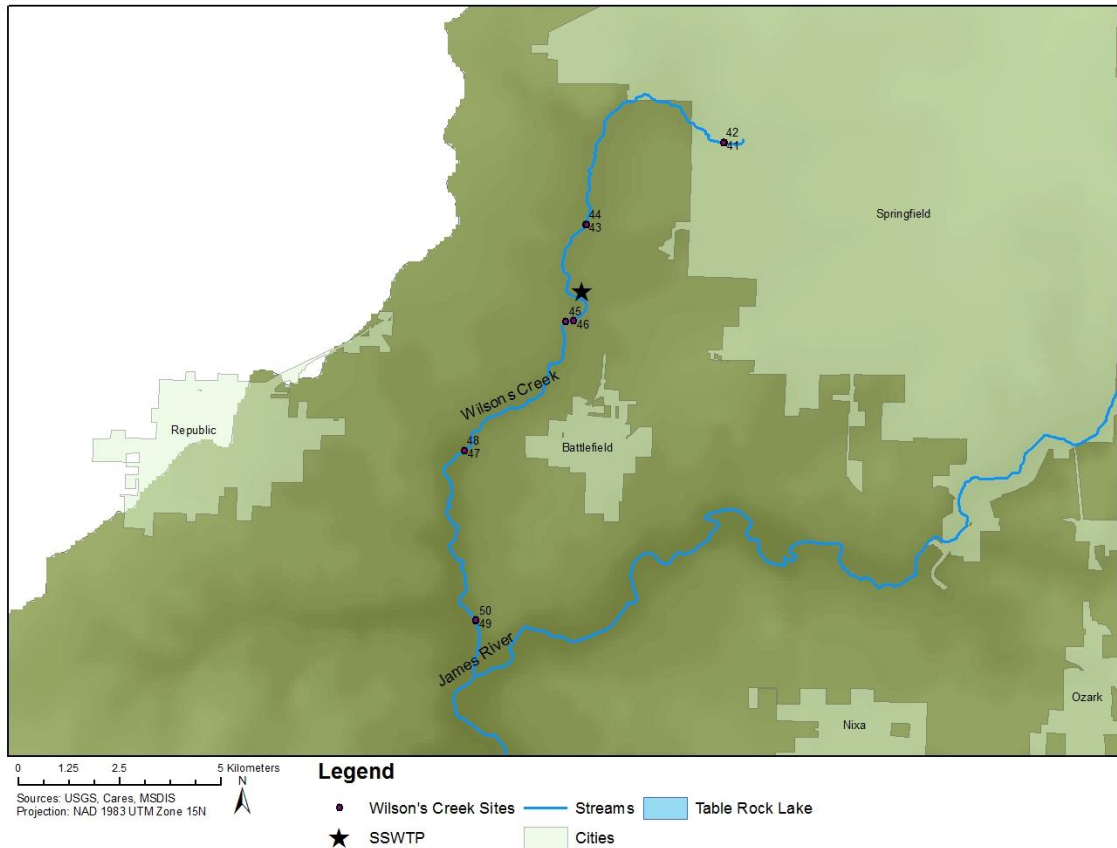 42
41
Springfield
44
43
45
46
Wilson's Creek
Republic
48
47
Battlefield
50
49
James River
Ozark
Nixa
0 1.25 2.5 5 Kilometers
N
Sources: USGS, Cares, MSDIS
Projection: NAD 1983 UTM Zone 15N
Legend
Wilson's Creek Sites
Streams
Table Rock Lake
SSWTP
Cities